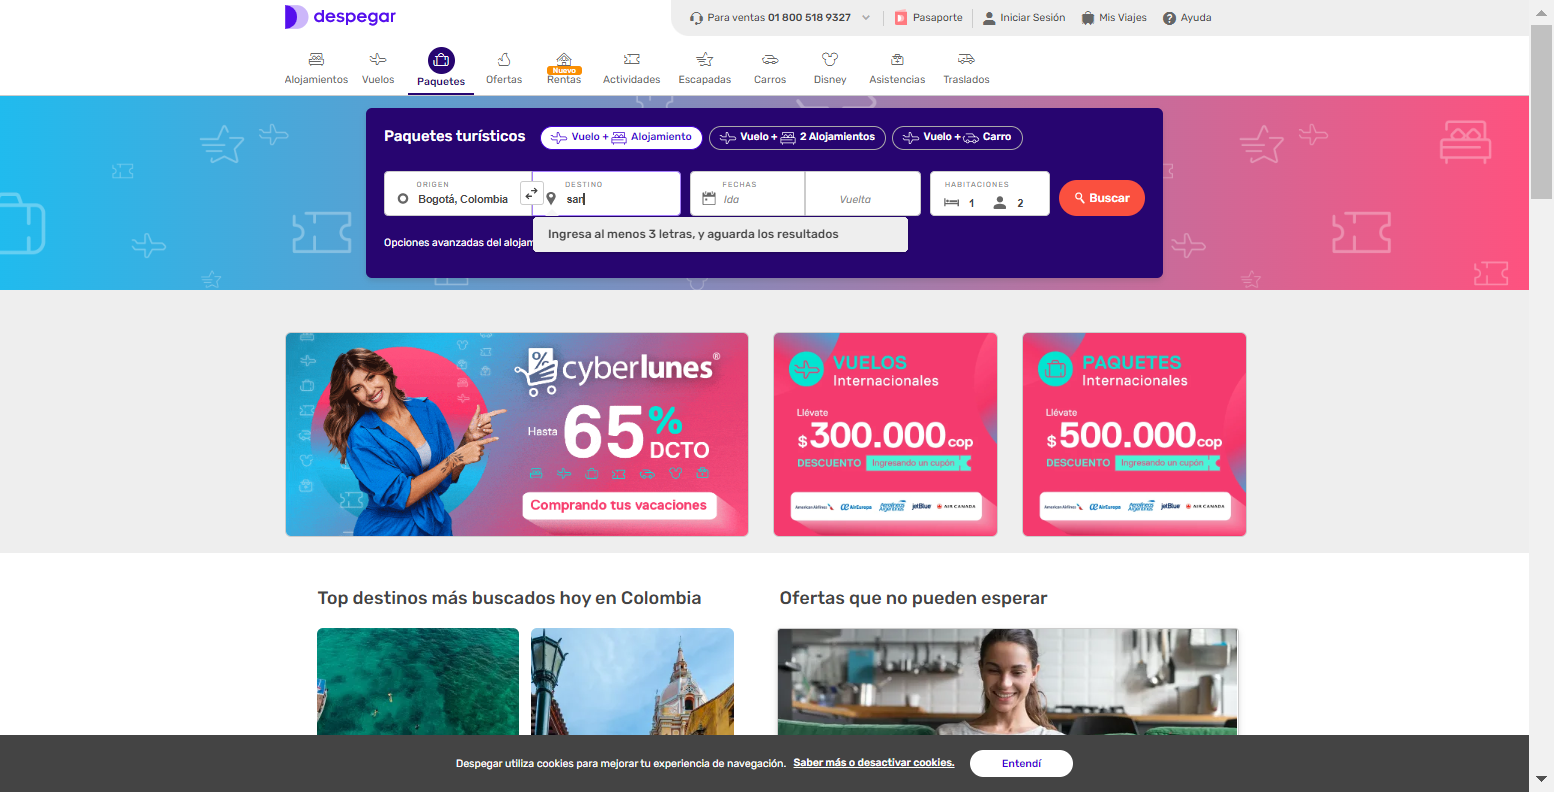 despegar
Para ventas 01 800 518 9327
Pasaporte
Iniciar Sesión
Mis Viajes
Ayuda
Alojamientos
Vuelos
Paquetes
Ofertas
Nuevo
Rentas
Actividades
Escapadas
Carros
Disney
Asistencias
Traslados
Paquetes turísticos
Vuelo + Alojamiento
Vuelo + 2 Alojamientos
Vuelo + Carro
ORIGEN
Bogotá, Colombia
DESTINO
san
FECHAS
Ida
Vuelta
HABITACIONES
1
2
Buscar
Opciones avanzadas del alojam
Ingresa al menos 3 letras, y aguarda los resultados
cyberlunes®
Hasta 65% DCTO
Comprando tus vacaciones
VUELOS
Internacionales
Llévate
$300.000 cop
DESCUENTO Ingresando un cupón
American Airlines AirEuropa Aerolíneas Argentinas jetBlue AIR CANADA
PAQUETES
Internacionales
Llévate
$500.000 cop
DESCUENTO Ingresando un cupón
American Airlines AirEuropa Aerolíneas Argentinas jetBlue AIR CANADA
Top destinos más buscados hoy en Colombia
Ofertas que no pueden esperar
Despegar utiliza cookies para mejorar tu experiencia de navegación. Saber más o desactivar cookies.
Entendí